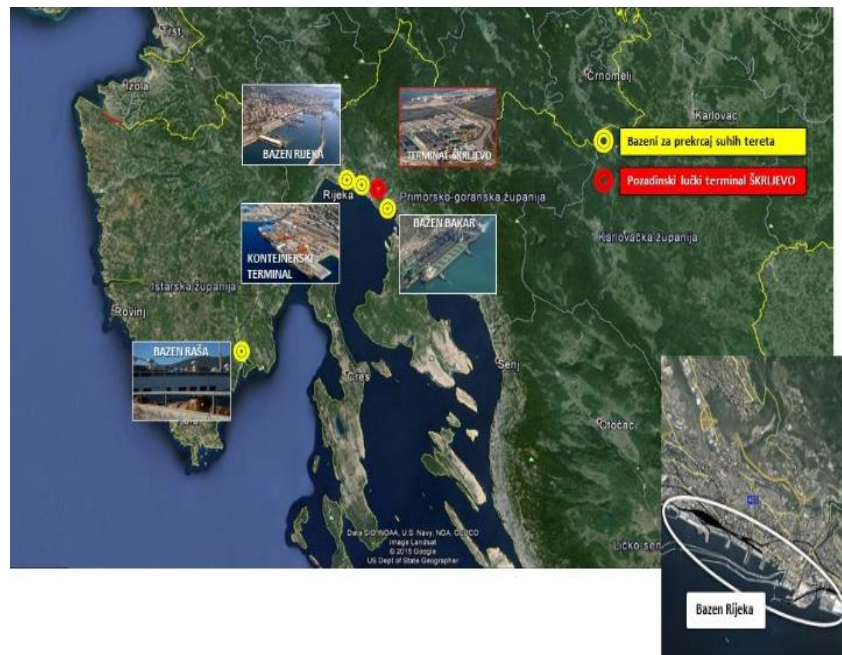 Trst
Izola
Črnomelj
Karlovac
BAZEN RIJEKA
TERMINAL ŠKRLJEVO
Bazeni za prekrcaj suhih tereta
Pozadinski lučki terminal ŠKRLJEVO
Rijeka
Primorsko-goranska županija
BAZEN BAKAR
KONTEJNERSKI
TERMINAL
Karlovačka županija
Istarska županija
Rovinj
BAZEN RAŠA
Cres
Senj
Otočac
Data SIO, NOAA, U.S. Navy, NGA, GEBCO
Image Landsat
© 2015 Google
US Dept of State Geographer
Ličko-sen
Bazen Rijeka